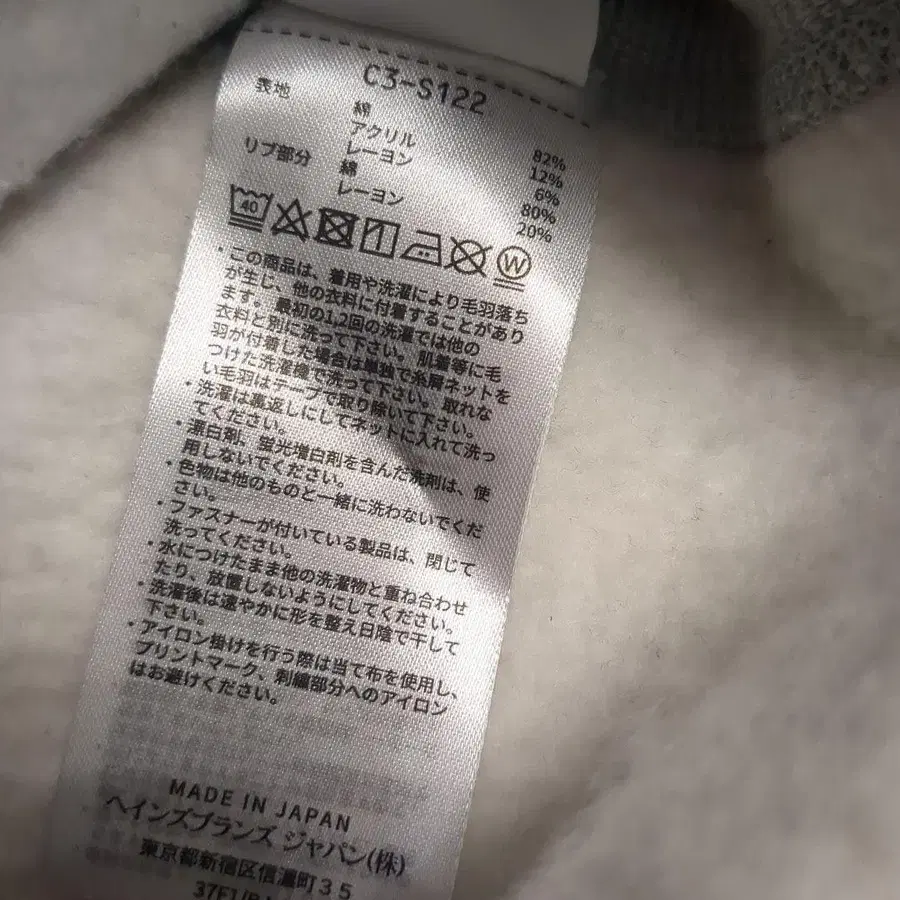 C3-S122
表地 綿 82%
アクリル 12%
レーヨン 6%
リブ部分 綿 80%
レーヨン 20%
40 W
・この商品は、着用や洗濯により毛羽落ち
が生じ、他の衣料に付着することがあり
ます。最初の1,2回の洗濯では他の
衣料と別に洗って下さい。肌着等に毛
羽が付着した場合は単独で糸屑ネットを
つけた洗濯機で洗って下さい。取れな
い毛羽はテープで取り除いて下さい。
・洗濯は裏返しにしてネットに入れて洗っ
てください。
・漂白剤、蛍光増白剤を含んだ洗剤は、使
用しないでください。
・色物は他のものと一緒に洗わないでくだ
さい。
・ファスナーが付いている製品は、閉じて
洗ってください。
・水につけたまま他の洗濯物と重ね合わせ
たり、放置しないようにしてください。
・洗濯後は速やかに形を整え日陰で干して
下さい。
・アイロン掛けを行う際は当て布を使用し、
プリントマーク、刺繍部分へのアイロン
はお避けください。
MADE IN JAPAN
ヘインズブランズ ジャパン(株)
東京都新宿区信濃町35